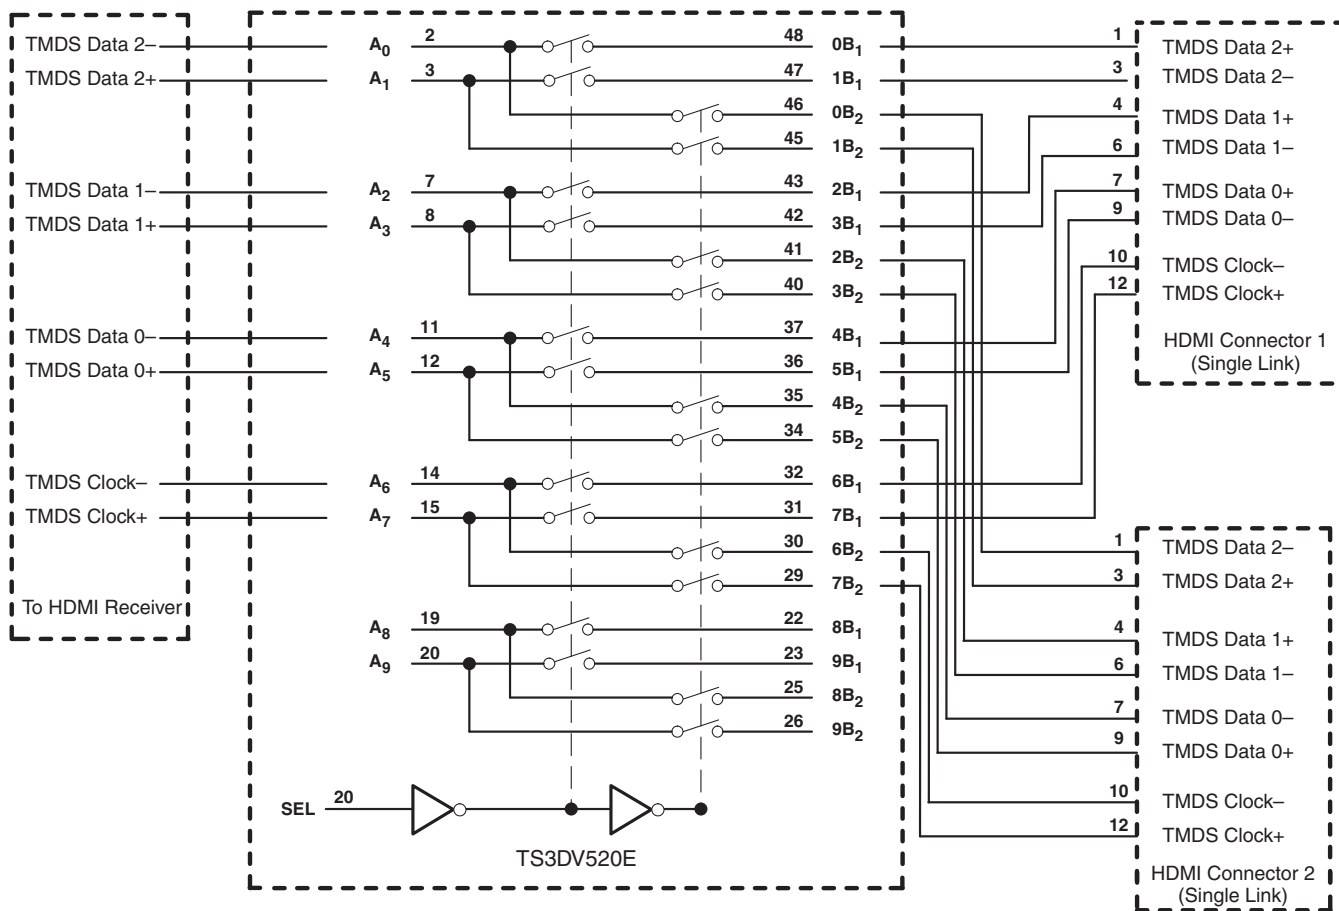 TMDS Data 2–
TMDS Data 2+
TMDS Data 1–
TMDS Data 1+
TMDS Data 0–
TMDS Data 0+
TMDS Clock–
TMDS Clock+
To HDMI Receiver
A0 2 48 0B1
A1 3 47 1B1
46 0B2
45 1B2
A2 7 43 2B1
A3 8 42 3B1
41 2B2
40 3B2
A4 11 37 4B1
A5 12 36 5B1
35 4B2
34 5B2
A6 14 32 6B1
A7 15 31 7B1
30 6B2
29 7B2
A8 19 22 8B1
A9 20 23 9B1
25 8B2
26 9B2
SEL 20
TS3DV520E
1 TMDS Data 2+
3 TMDS Data 2–
4 TMDS Data 1+
6 TMDS Data 1–
7 TMDS Data 0+
9 TMDS Data 0–
10 TMDS Clock–
12 TMDS Clock+
HDMI Connector 1
(Single Link)
1 TMDS Data 2–
3 TMDS Data 2+
4 TMDS Data 1+
6 TMDS Data 1–
7 TMDS Data 0–
9 TMDS Data 0+
10 TMDS Clock–
12 TMDS Clock+
HDMI Connector 2
(Single Link)